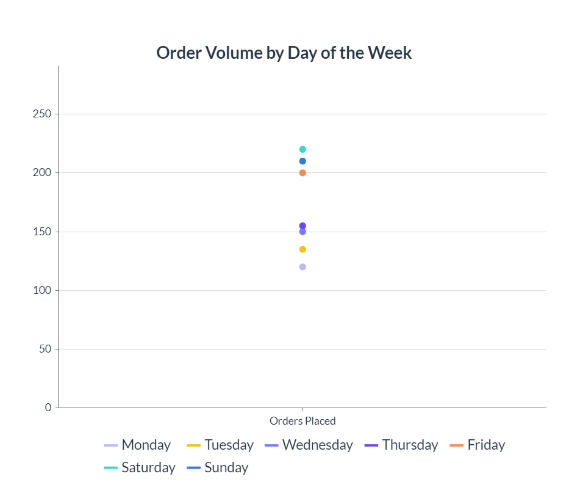 Order Volume by Day of the Week
250
200
150
100
50
0
Orders Placed
Monday Tuesday Wednesday Thursday Friday
Saturday Sunday